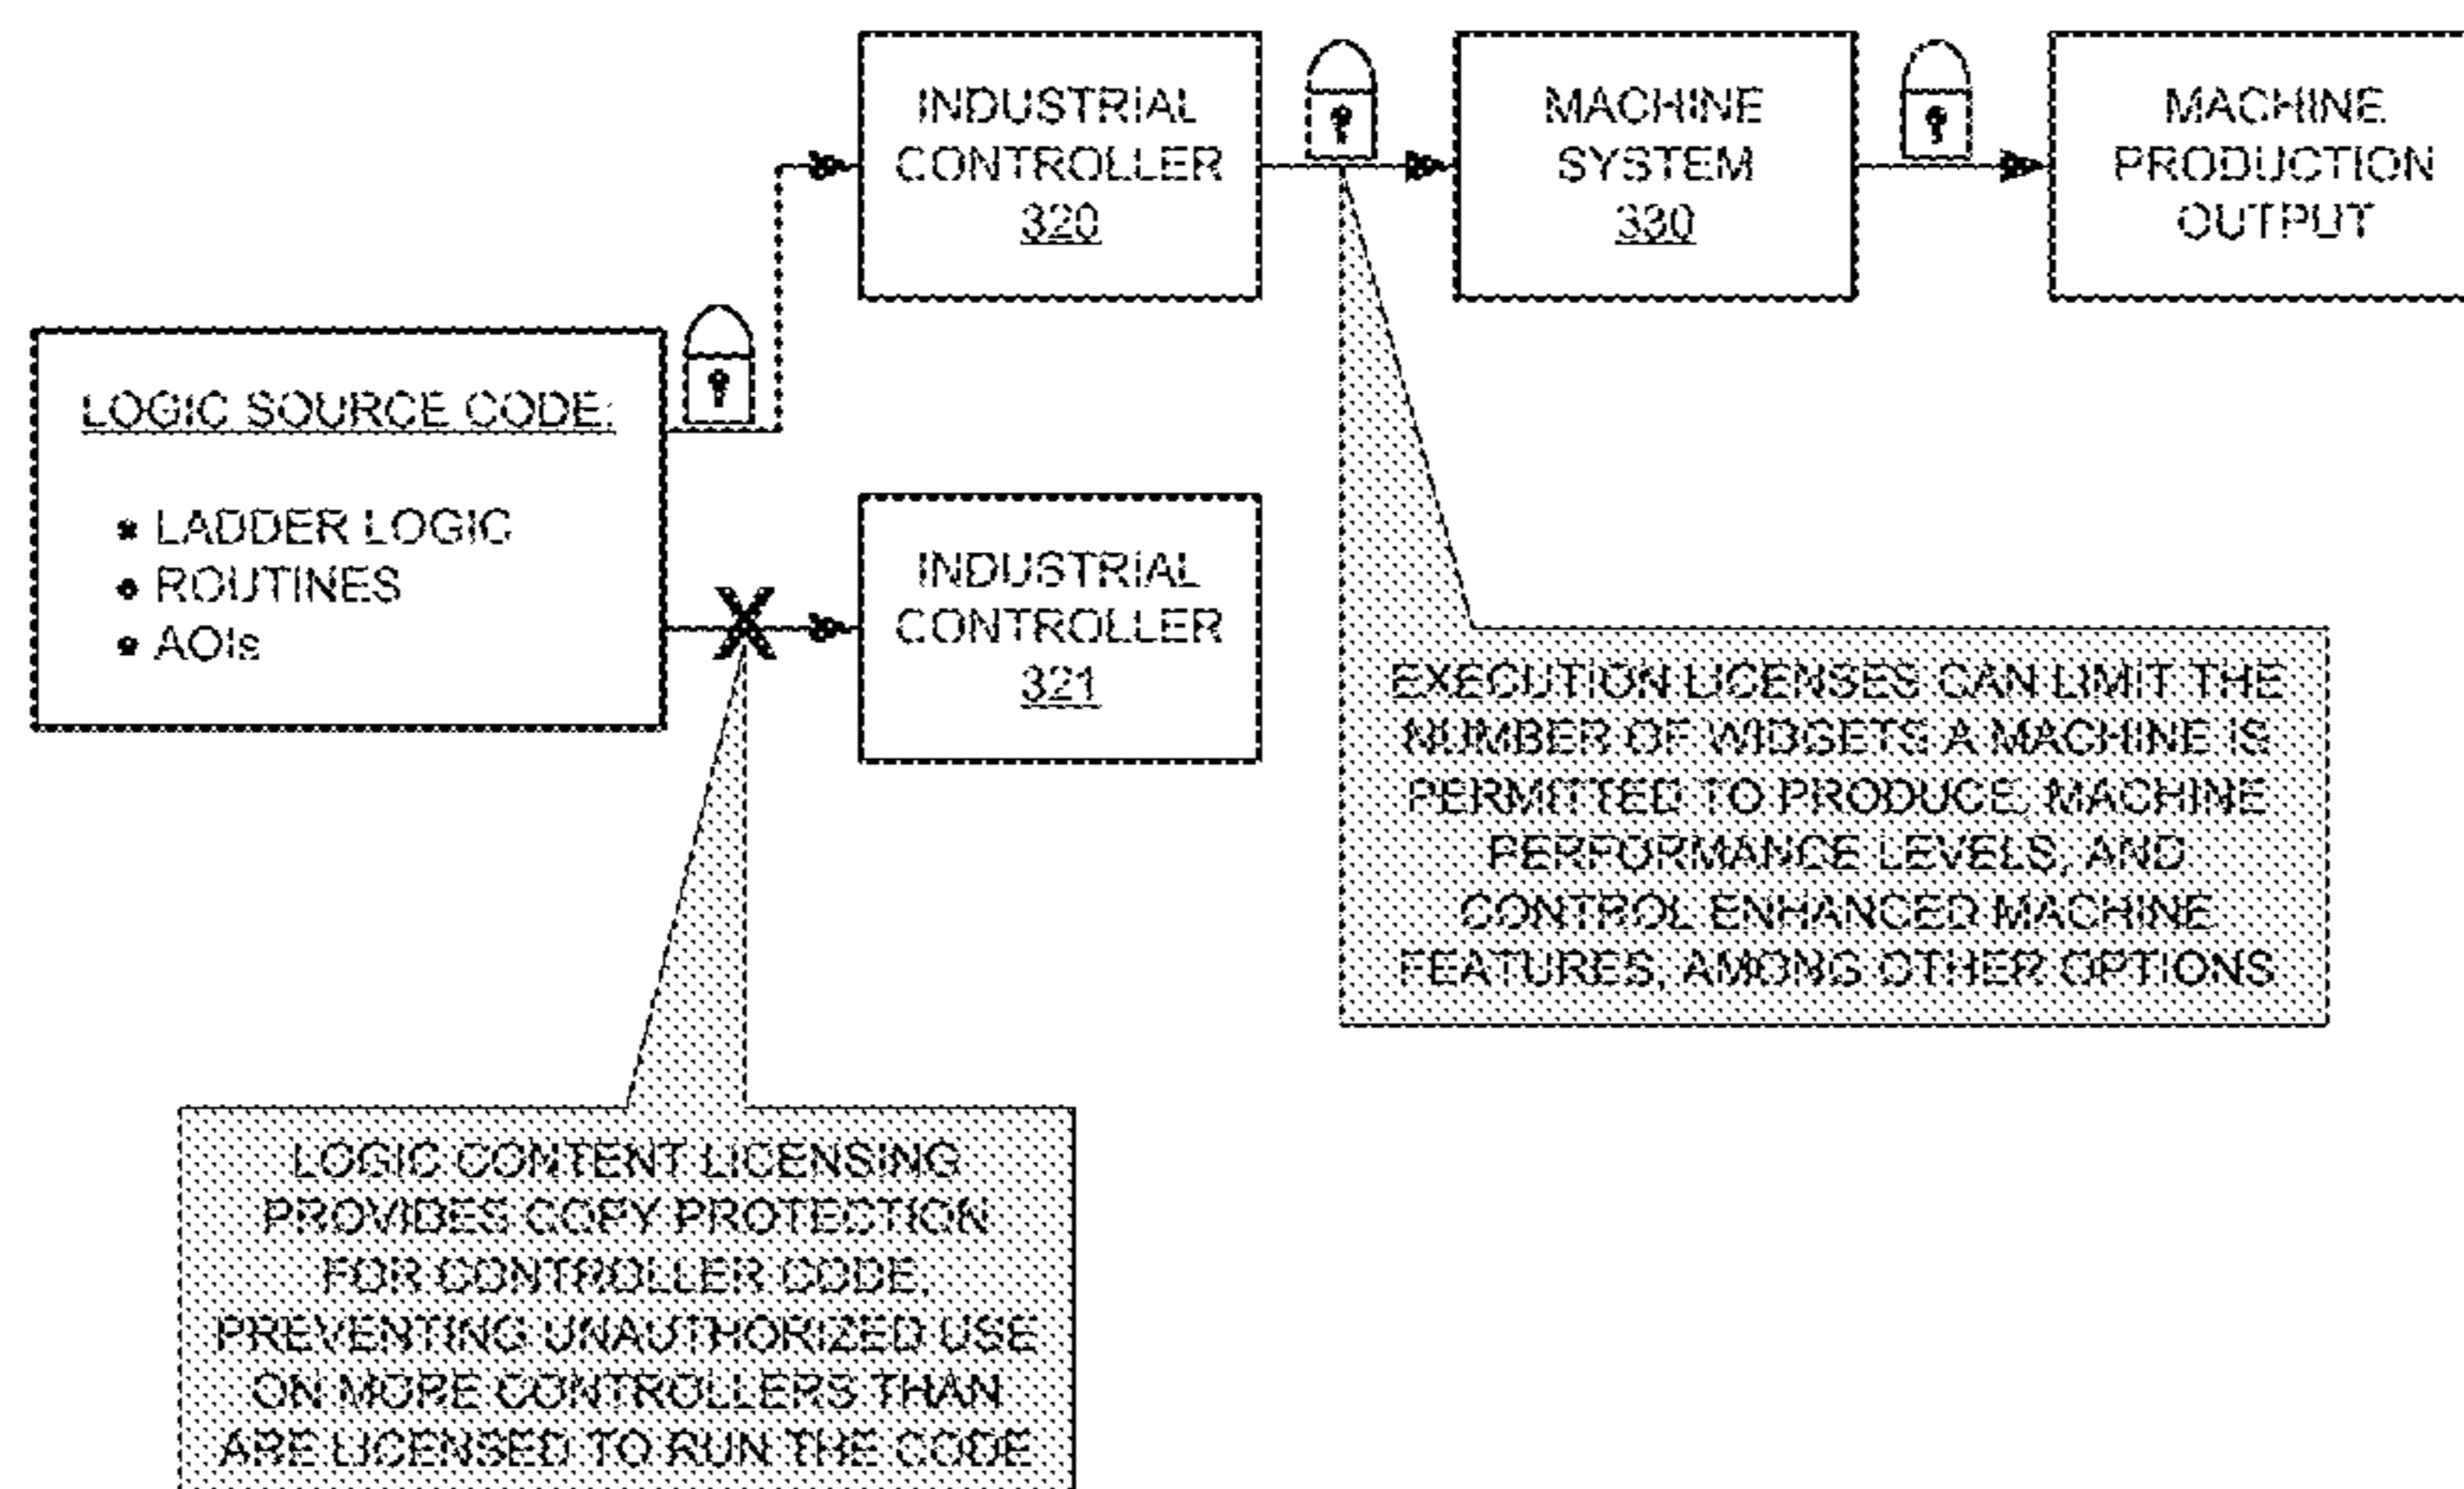 INDUSTRIAL
CONTROLLER
320
MACHINE
SYSTEM
330
MACHINE
PRODUCTION
OUTPUT
LOGIC SOURCE CODE:
• LADDER LOGIC
• ROUTINES
• AOIs
X
INDUSTRIAL
CONTROLLER
321
EXECUTION LICENSES CAN LIMIT THE
NUMBER OF WIDGETS A MACHINE IS
PERMITTED TO PRODUCE, MACHINE
PERFORMANCE LEVELS, AND
CONTROL ENHANCED MACHINE
FEATURES, AMONG OTHER OPTIONS
LOGIC CONTENT LICENSING
PROVIDES COPY PROTECTION
FOR CONTROLLER CODE,
PREVENTING UNAUTHORIZED USE
ON MORE CONTROLLERS THAN
ARE LICENSED TO RUN THE CODE